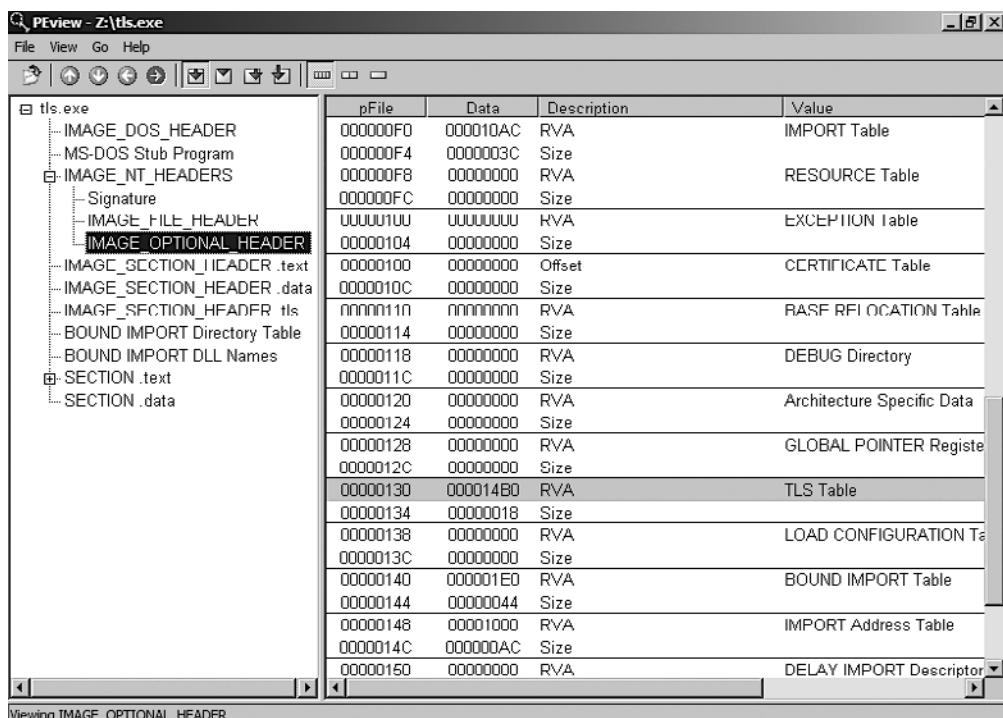 PEview - Z:\tls.exe
File View Go Help
tls.exe
IMAGE_DOS_HEADER
MS-DOS Stub Program
IMAGE_NT_HEADERS
Signature
IMAGE_FILE_HEADER
IMAGE_OPTIONAL_HEADER
IMAGE_SECTION_HEADER .text
IMAGE_SECTION_HEADER .data
IMAGE_SECTION_HEADER .tls
BOUND IMPORT Directory Table
BOUND IMPORT DLL Names
SECTION .text
SECTION .data
pFile Data Description Value
000000F0 000010AC RVA IMPORT Table
000000F4 0000003C Size
000000F8 00000000 RVA RESOURCE Table
000000FC 00000000 Size
00000100 00000000 RVA EXCEPTION Table
00000104 00000000 Size
00000108 00000000 Offset CERTIFICATE Table
0000010C 00000000 Size
00000110 00000000 RVA BASE RELOCATION Table
00000114 00000000 Size
00000118 00000000 RVA DEBUG Directory
0000011C 00000000 Size
00000120 00000000 RVA Architecture Specific Data
00000124 00000000 Size
00000128 00000000 RVA GLOBAL POINTER Registe
0000012C 00000000 Size
00000130 000014B0 RVA TLS Table
00000134 00000018 Size
00000138 00000000 RVA LOAD CONFIGURATION Ta
0000013C 00000000 Size
00000140 000001E0 RVA BOUND IMPORT Table
00000144 00000044 Size
00000148 00001000 RVA IMPORT Address Table
0000014C 000000AC Size
00000150 00000000 RVA DELAY IMPORT Descriptor
Viewing IMAGE_OPTIONAL_HEADER